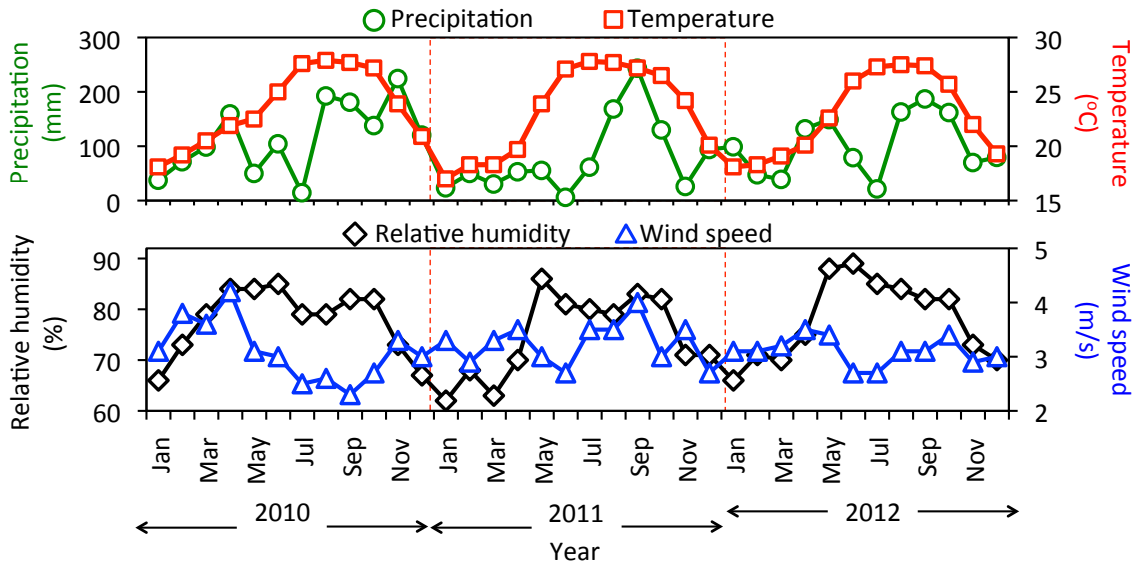 Precipitation Temperature
Precipitation
(mm)
300
200
100
0
30
25
20
15
Temperature
(°C)
Relative humidity Wind speed
Relative humidity
(%)
90
80
70
60
5
4
3
2
Wind speed
(m/s)
Jan Mar May Jul Sep Nov Jan Mar May Jul Sep Nov Jan Mar May Jul Sep Nov
2010 2011 2012
Year